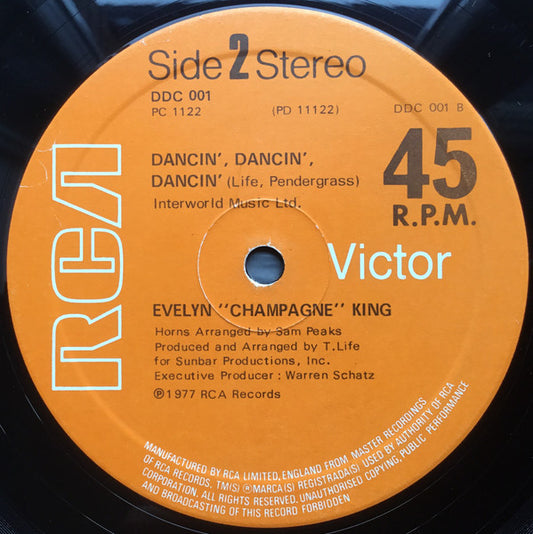 Side 2 Stereo
DDC 001
PC 1122 (PD 11122) DDC 001 B
DANCIN', DANCIN',
DANCIN' (Life, Pendergrass)
Interworld Music Ltd.
45
R.P.M.
RCA
Victor
EVELYN "CHAMPAGNE" KING
Horns Arranged by Sam Peaks
Produced and Arranged by T.Life
for Sunbar Productions, Inc.
Executive Producer : Warren Schatz
℗1977 RCA Records
MANUFACTURED BY RCA LIMITED, ENGLAND FROM MASTER RECORDINGS
OF RCA RECORDS. TM(S) ® MARCA(S) REGISTRADA(S) USED BY AUTHORITY OF RCA
CORPORATION. ALL RIGHTS RESERVED. UNAUTHORISED COPYING, PUBLIC PERFORMANCE
AND BROADCASTING OF THIS RECORD FORBIDDEN